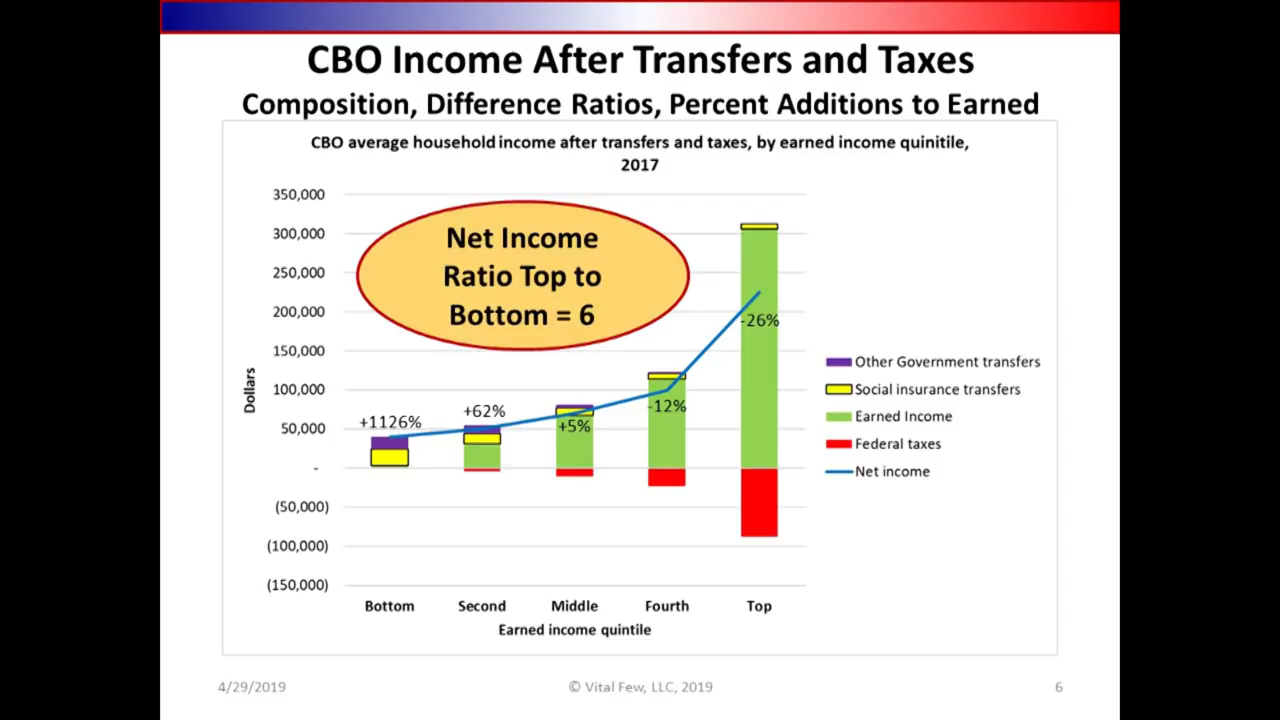 CBO Income After Transfers and Taxes
Composition, Difference Ratios, Percent Additions to Earned
CBO average household income after transfers and taxes, by earned income quinitile,
2017
350,000
300,000
250,000
200,000
150,000
100,000
50,000
-
(50,000)
(100,000)
(150,000)
Dollars
Net Income
Ratio Top to
Bottom = 6
+1126%
+62%
+5%
-12%
-26%
Other Government transfers
Social insurance transfers
Earned Income
Federal taxes
Net income
Bottom Second Middle Fourth Top
Earned income quintile
4/29/2019 © Vital Few, LLC, 2019 6